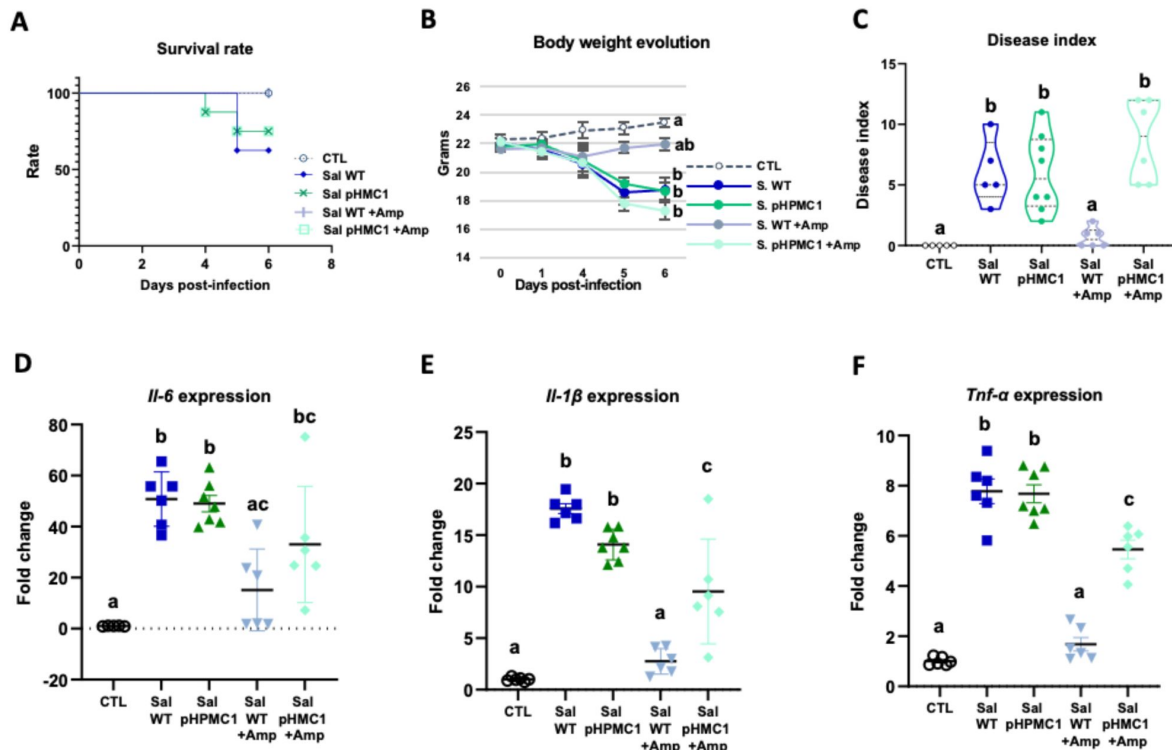 A
Survival rate
100
50
0
Rate
0 2 4 6 8
Days post-infection
CTL
Sal WT
Sal pHMC1
Sal WT +Amp
Sal pHMC1 +Amp
B
Body weight evolution
26
24
22
20
18
16
14
Grams
0 1 4 5 6
Days post-infection
a
ab
b
b
b
CTL
S. WT
S. pHPMC1
S. WT +Amp
S. pHPMC1 +Amp
C
Disease index
15
10
5
0
Disease index
a b b a b
CTL Sal Sal Sal Sal
WT pHMC1 WT pHMC1
+Amp +Amp
D
Il-6 expression
80
60
40
20
0
-20
Fold change
a b b ac bc
CTL Sal Sal Sal Sal
WT pHPMC1 WT pHMC1
+Amp +Amp
E
Il-1β expression
25
20
15
10
5
0
Fold change
a b b a c
CTL Sal Sal Sal Sal
WT pHPMC1 WT pHMC1
+Amp +Amp
F
Tnf-α expression
10
8
6
4
2
0
Fold change
a b b a c
CTL Sal Sal Sal Sal
WT pHPMC1 WT pHMC1
+Amp +Amp